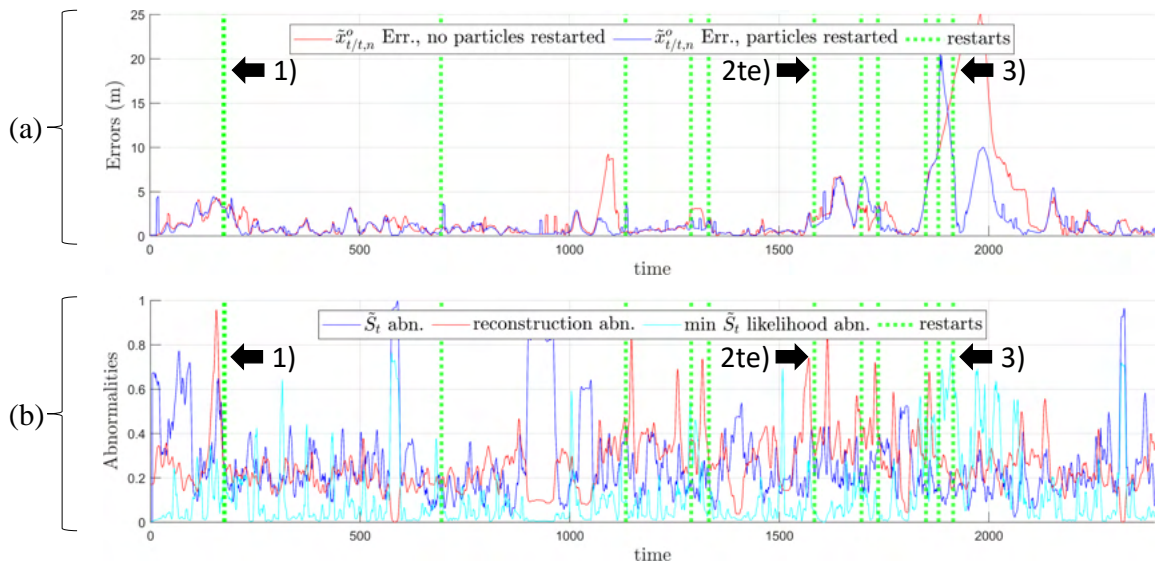 x̃ᵒ_{t/t,n} Err., no particles restarted x̃ᵒ_{t/t,n} Err., particles restarted restarts
(a)
Errors (m)
25
20
15
10
5
0
1)
2te)
3)
0 500 1000 1500 2000
time
(b)
Abnormalities
1
0.8
0.6
0.4
0.2
0
S̃_t abn. reconstruction abn. min S̃_t likelihood abn. restarts
1)
2te)
3)
0 500 1000 1500 2000
time